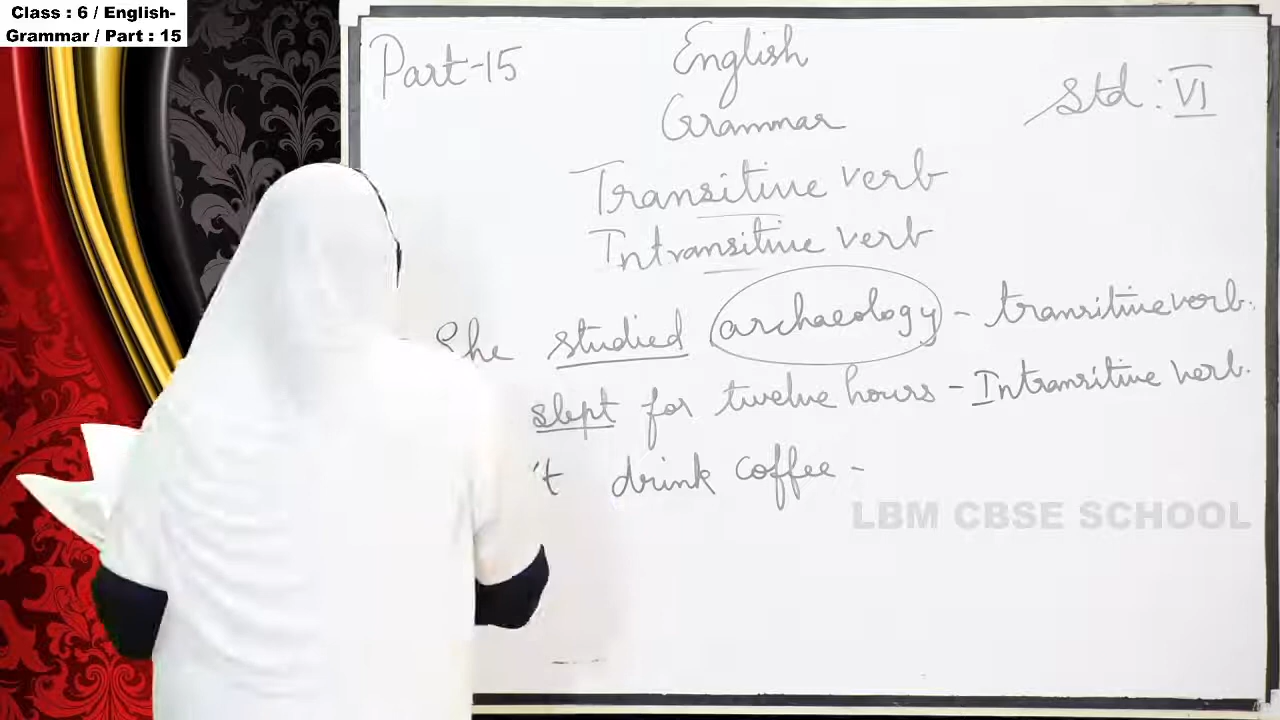 Class : 6 / English-
Grammar / Part : 15
Part-15
English
Grammar
Std : VI
Transitive verb
Intransitive verb
She studied archaeology - transitive verb.
slept for twelve hours - Intransitive verb.
't drink coffee -
LBM CBSE SCHOOL